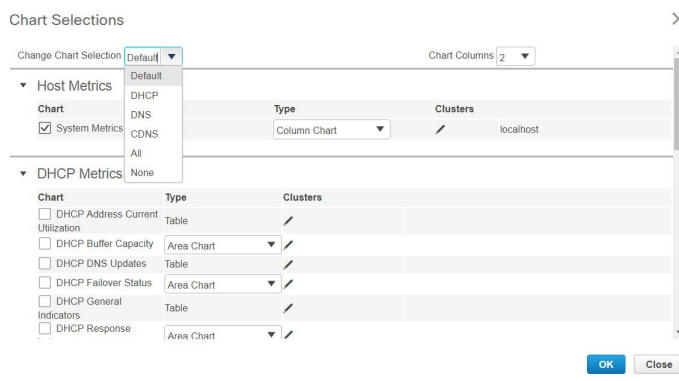 Chart Selections
Change Chart Selection Default
Chart Columns 2
Default
DHCP
DNS
CDNS
All
None
Host Metrics
Chart Type Clusters
System Metrics Column Chart localhost
DHCP Metrics
Chart Type Clusters
DHCP Address Current
Utilization Table
DHCP Buffer Capacity Area Chart
DHCP DNS Updates Table
DHCP Failover Status Area Chart
DHCP General
Indicators Table
DHCP Response
Area Chart
OK Close